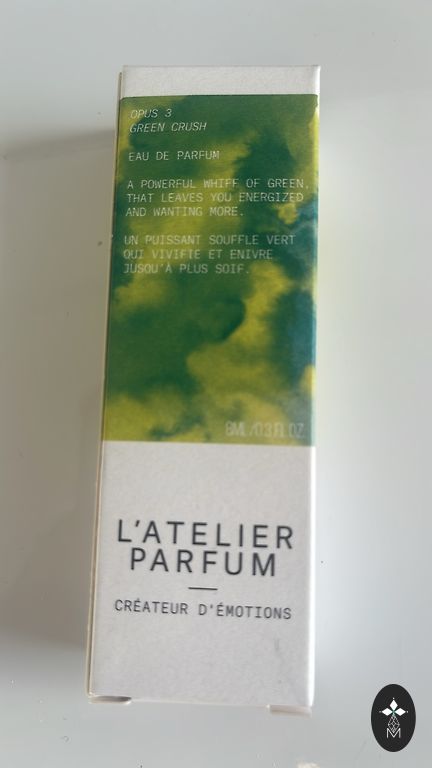 OPUS 3
GREEN CRUSH
EAU DE PARFUM
A POWERFUL WHIFF OF GREEN,
THAT LEAVES YOU ENERGIZED
AND WANTING MORE.
UN PUISSANT SOUFFLE VERT
QUI VIVIFIE ET ENIVRE
JUSQU'À PLUS SOIF.
8ML/0.3 FL.OZ.
L'ATELIER
PARFUM
CRÉATEUR D'ÉMOTIONS
M